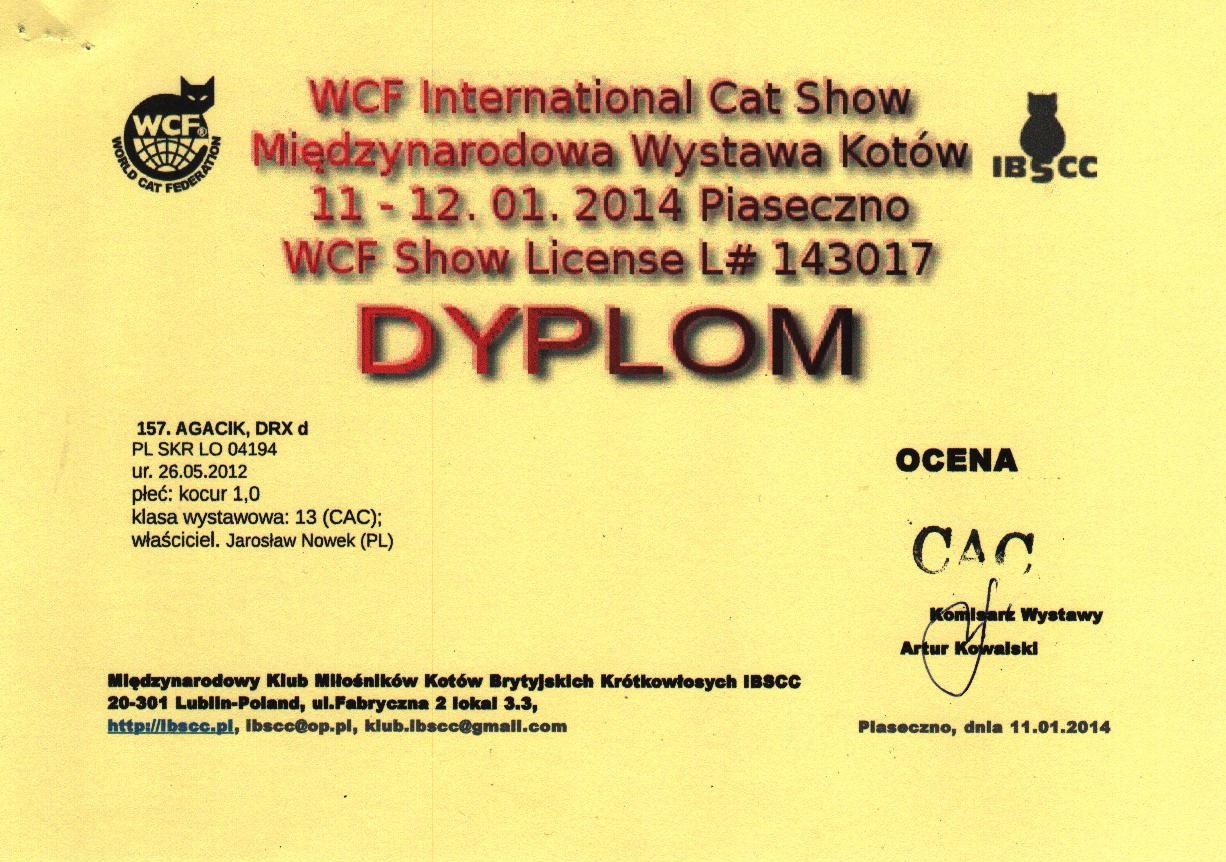 WCF International Cat Show
Międzynarodowa Wystawa Kotów
11 - 12. 01. 2014 Piaseczno
WCF Show License L# 143017
WCF®
WORLD CAT FEDERATION
IBSCC
DYPLOM
157. AGACIK, DRX d
PL SKR LO 04194
ur. 26.05.2012
płeć: kocur 1,0
klasa wystawowa: 13 (CAC);
właściciel. Jarosław Nowek (PL)
OCENA
CAC
Komisarz Wystawy
Artur Kowalski
Międzynarodowy Klub Miłośników Kotów Brytyjskich Krótkowłosych IBSCC
20-301 Lublin-Poland, ul.Fabryczna 2 lokal 3.3,
http://ibscc.pl, ibscc@op.pl, klub.ibscc@gmail.com
Piaseczno, dnia 11.01.2014